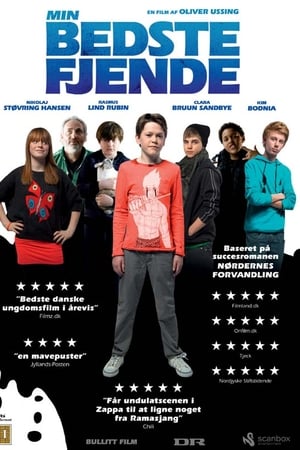 EN FILM AF OLIVER USSING
MIN
BEDSTE
FJENDE
NIKOLAJ
STØVRING HANSEN
RASMUS
LIND RUBIN
CLARA
BRUUN SANDBYE
KIM
BODNIA
Baseret på
succesromanen
NØRDERNES
FORVANDLING
"Bedste danske
ungdomsfilm i årevis"
Filmz.dk
"en mavepuster"
Jyllands-Posten
Filmland.dk
Onfilm.dk
Tjeck
Nordjyske Stiftstidende
"Får undulatscenen i
Zappa til at ligne noget
fra Ramasjang"
Chili
BULLITT FILM
DR
scanbox